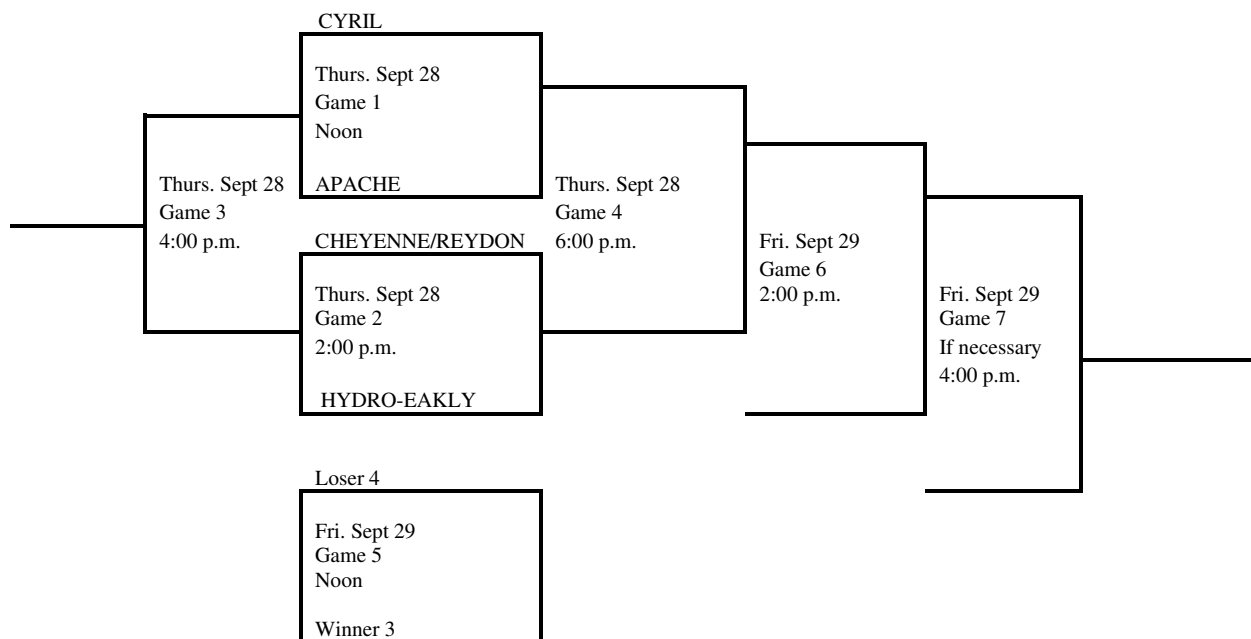 CYRIL
Thurs. Sept 28
Game 1
Noon
APACHE
Thurs. Sept 28
Game 3
4:00 p.m.
Thurs. Sept 28
Game 4
6:00 p.m.
CHEYENNE/REYDON
Thurs. Sept 28
Game 2
2:00 p.m.
HYDRO-EAKLY
Fri. Sept 29
Game 6
2:00 p.m.
Fri. Sept 29
Game 7
If necessary
4:00 p.m.
Loser 4
Fri. Sept 29
Game 5
Noon
Winner 3